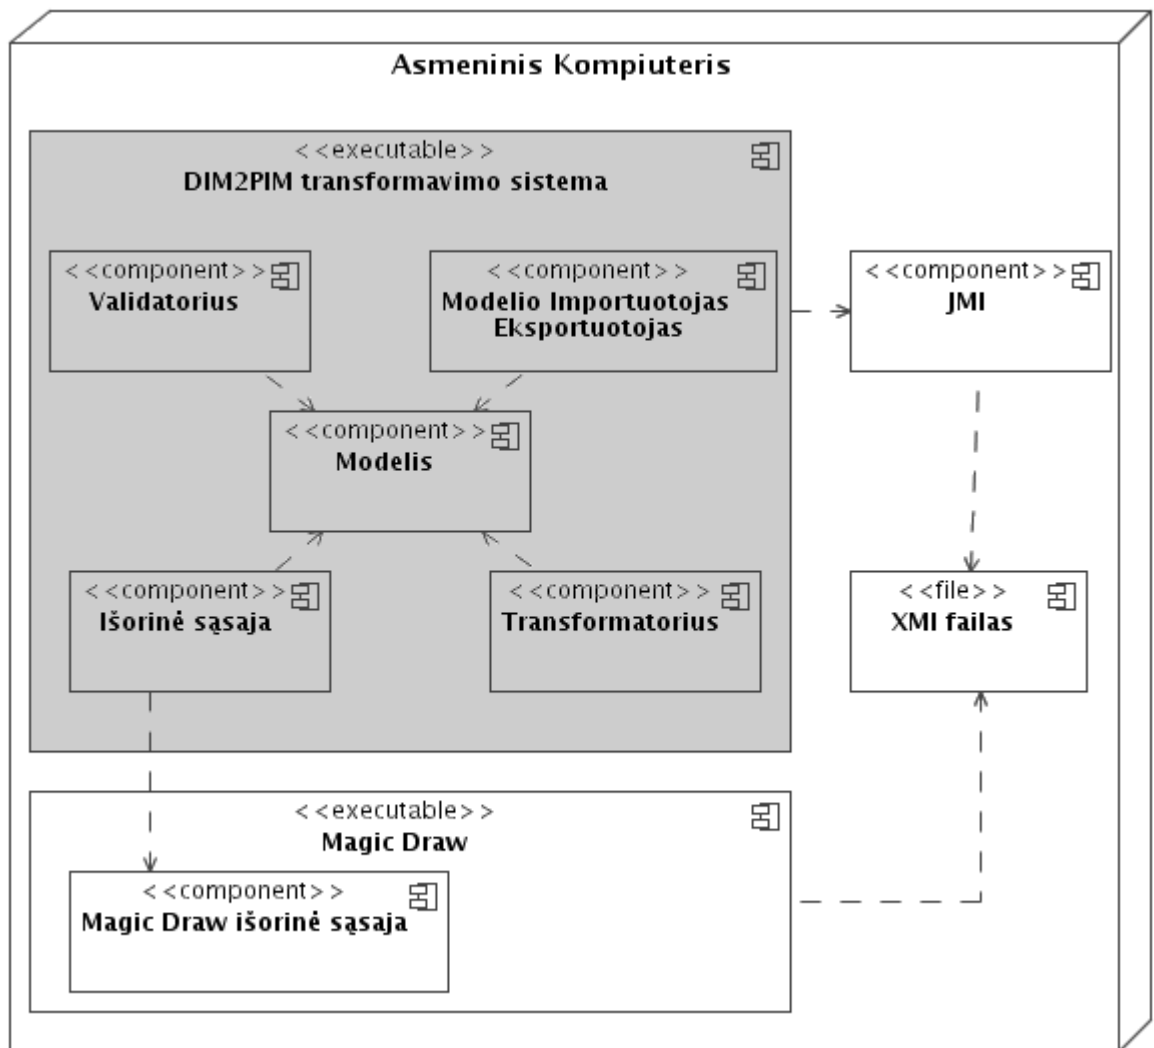 Asmeninis Kompiuteris
<<executable>>
DIM2PIM transformavimo sistema
<<component>>
Validatorius
<<component>>
Modelio Importuotojas
Eksportuotojas
<<component>>
JMI
<<component>>
Modelis
<<component>>
Išorinė sąsaja
<<component>>
Transformatorius
<<file>>
XMI failas
<<executable>>
Magic Draw
<<component>>
Magic Draw išorinė sąsaja